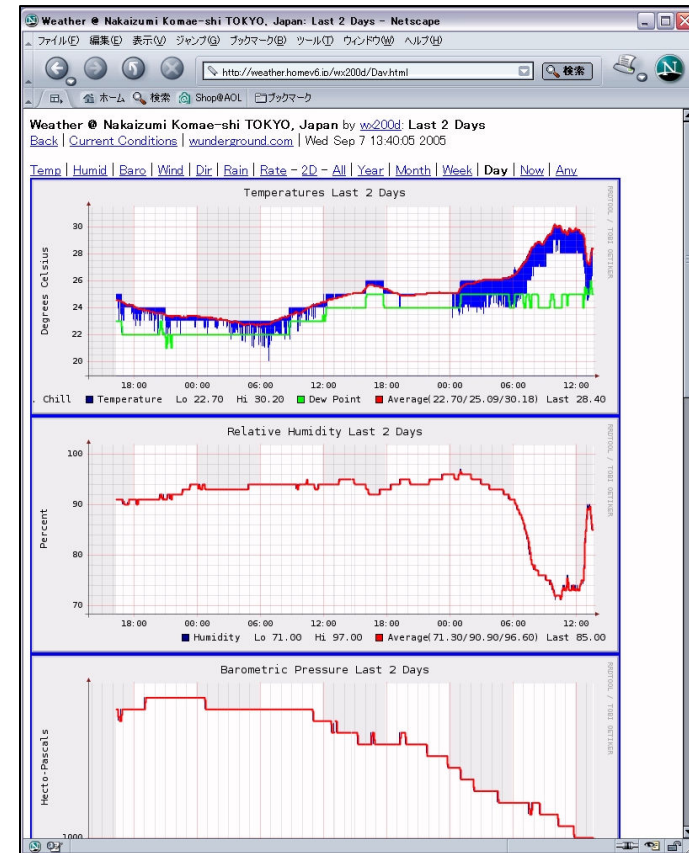 Weather @ Nakaizumi Komae-shi TOKYO, Japan: Last 2 Days - Netscape
ファイル(F) 編集(E) 表示(V) ジャンプ(G) ブックマーク(B) ツール(T) ウィンドウ(W) ヘルプ(H)
http://weather.homev6.jp/wx200d/Day.html 検索
ホーム 検索 Shop@AOL ブックマーク
Weather @ Nakaizumi Komae-shi TOKYO, Japan by wx200d: Last 2 Days
Back | Current Conditions | wunderground.com | Wed Sep 7 13:40:05 2005
Temp | Humid | Baro | Wind | Dir | Rain | Rate - 2D - All | Year | Month | Week | Day | Now | Any
Temperatures Last 2 Days
RRDTOOL / TOBI OETIKER
Degrees Celsius
30
28
26
24
22
20
18:00 00:00 06:00 12:00 18:00 00:00 06:00 12:00
. Chill Temperature Lo 22.70 Hi 30.20 Dew Point Average(22.70/25.09/30.18) Last 28.40
Relative Humidity Last 2 Days
RRDTOOL / TOBI OETIKER
Percent
100
90
80
70
18:00 00:00 06:00 12:00 18:00 00:00 06:00 12:00
Humidity Lo 71.00 Hi 97.00 Average(71.30/90.90/96.60) Last 85.00
Barometric Pressure Last 2 Days
RRDTOOL / TOBI OETIKER
Hecto-Pascals
1000